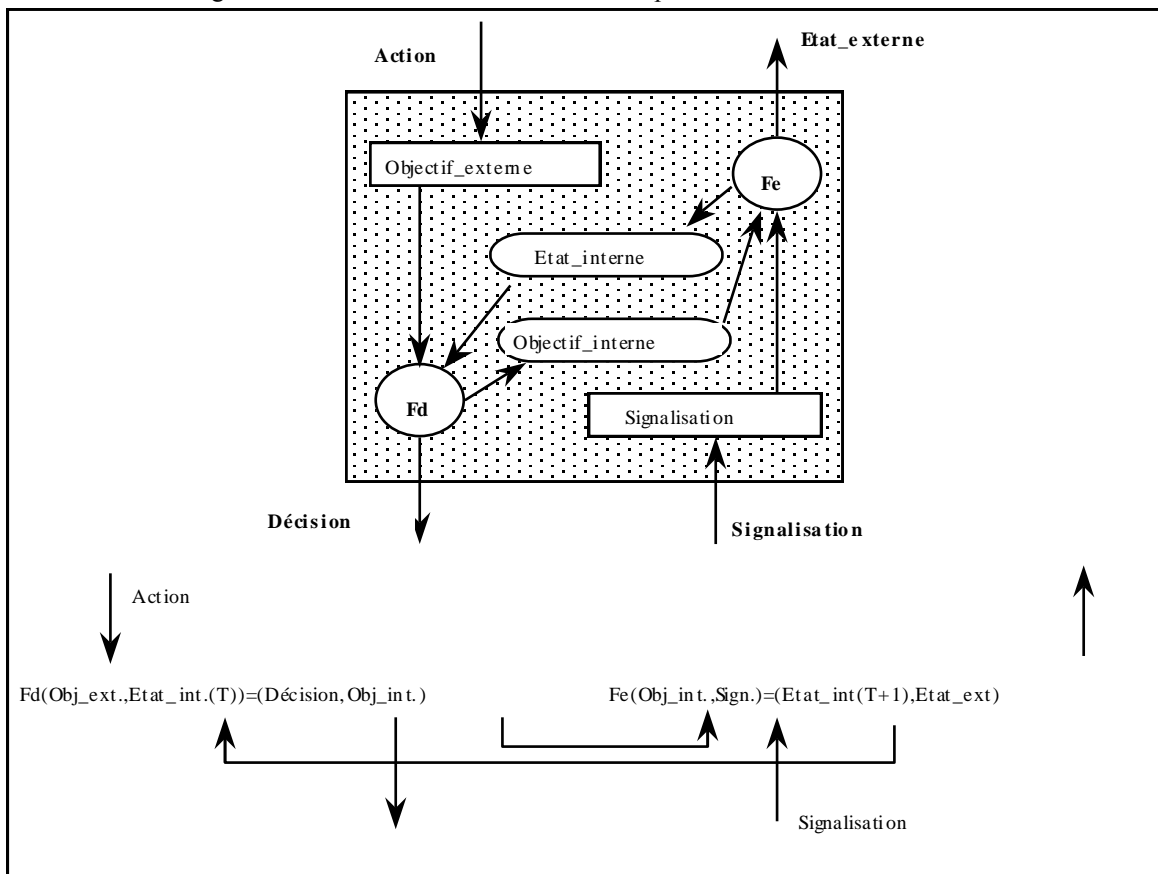 Etat_externe
Action
Objectif_externe
Fe
Etat_interne
Objectif_interne
Fd
Signalisation
Décision
Signalisation
Action
Fd(Obj_ext.,Etat_int.(T))=(Décision,Obj_int.)
Fe(Obj_int.,Sign.)=(Etat_int(T+1),Etat_ext)
Signalisation